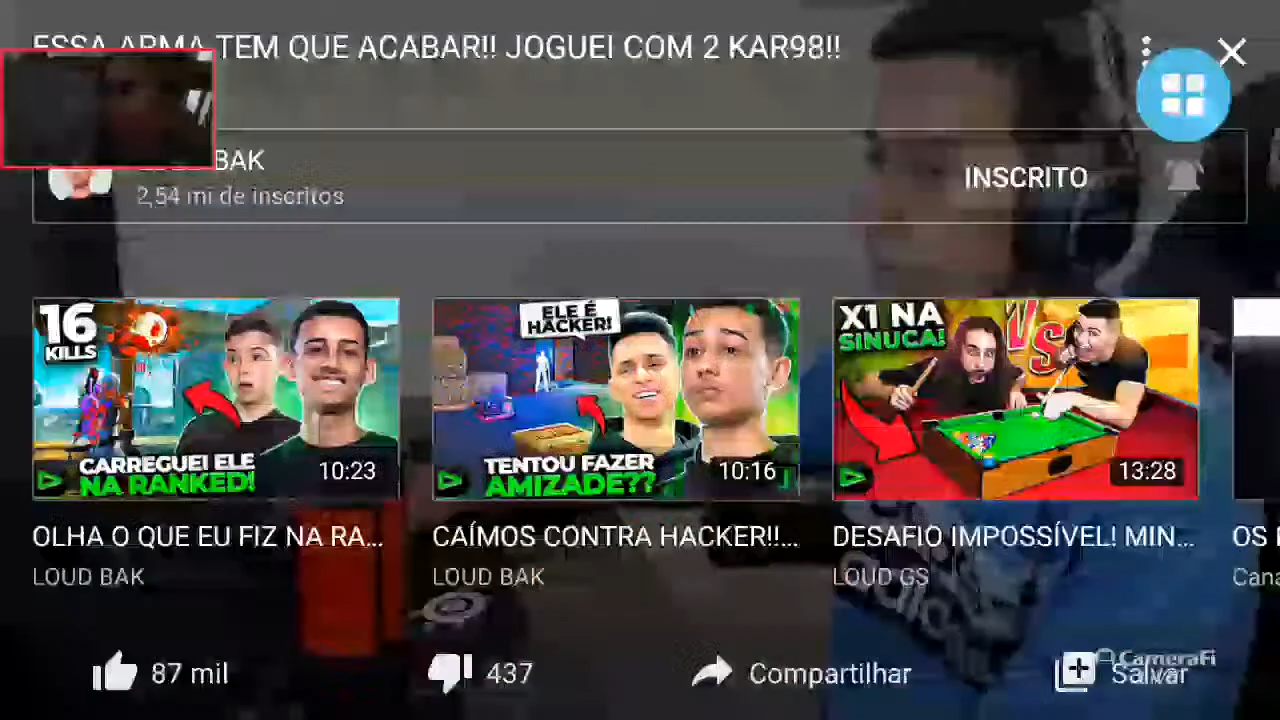 ESSA ARMA TEM QUE ACABAR!! JOGUEI COM 2 KAR98!!
BAK
2,54 mi de inscritos
INSCRITO
16
KILLS
CARREGUEI ELE
NA RANKED!
10:23
ELE É
HACKER!
TENTOU FAZER
AMIZADE??
10:16
X1 NA
SINUCA!
VS
13:28
OLHA O QUE EU FIZ NA RA...
LOUD BAK
CAÍMOS CONTRA HACKER!!...
LOUD BAK
DESAFIO IMPOSSÍVEL! MIN...
LOUD GS
OS
Cana
87 mil
437
Compartilhar
Salvar
CameraFi